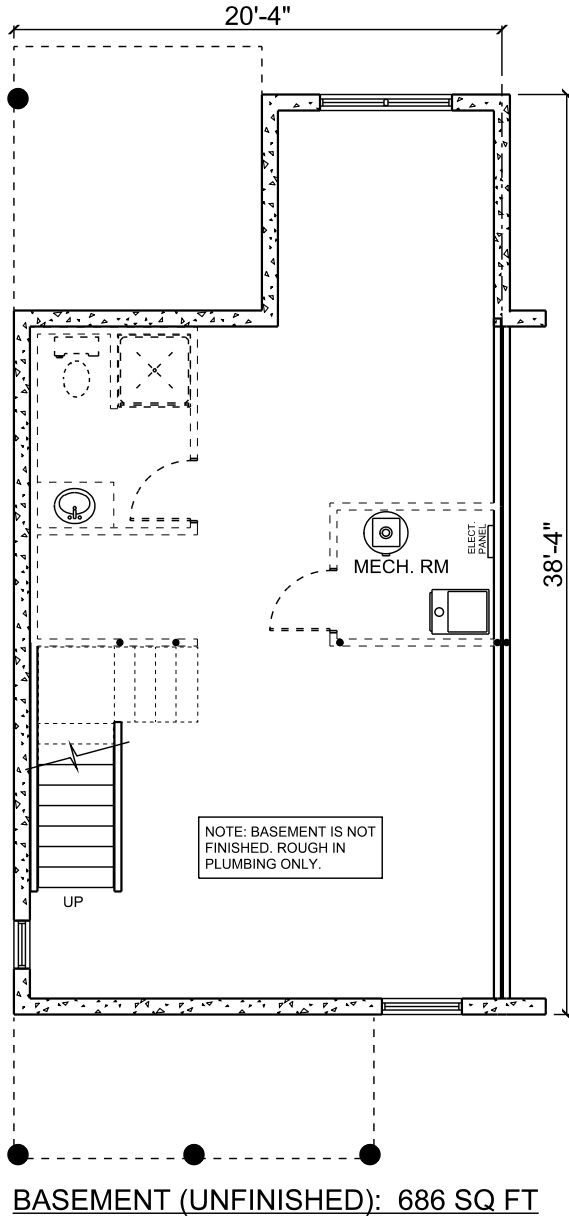 20'-4"
38'-4"
ELECT.
PANEL
MECH. RM
NOTE: BASEMENT IS NOT
FINISHED. ROUGH IN
PLUMBING ONLY.
UP
BASEMENT (UNFINISHED): 686 SQ FT